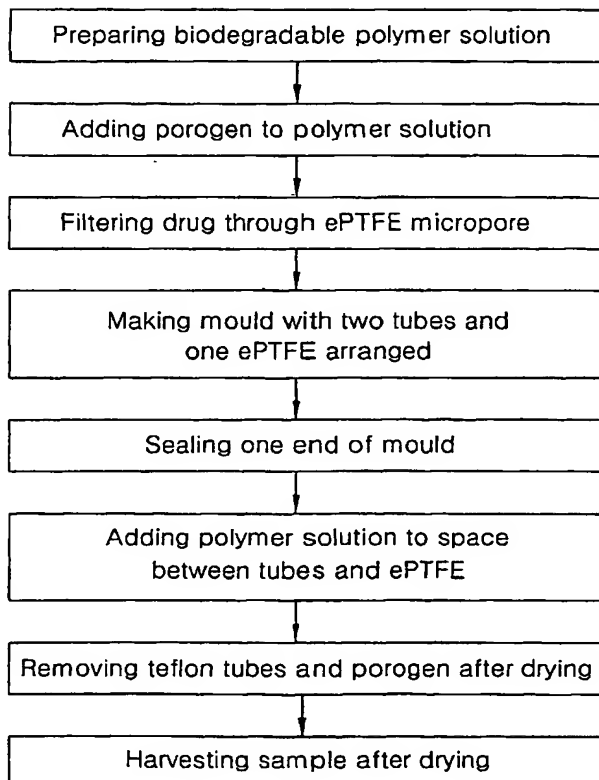 Preparing biodegradable polymer solution
Adding porogen to polymer solution
Filtering drug through ePTFE micropore
Making mould with two tubes and
one ePTFE arranged
Sealing one end of mould
Adding polymer solution to space
between tubes and ePTFE
Removing teflon tubes and porogen after drying
Harvesting sample after drying